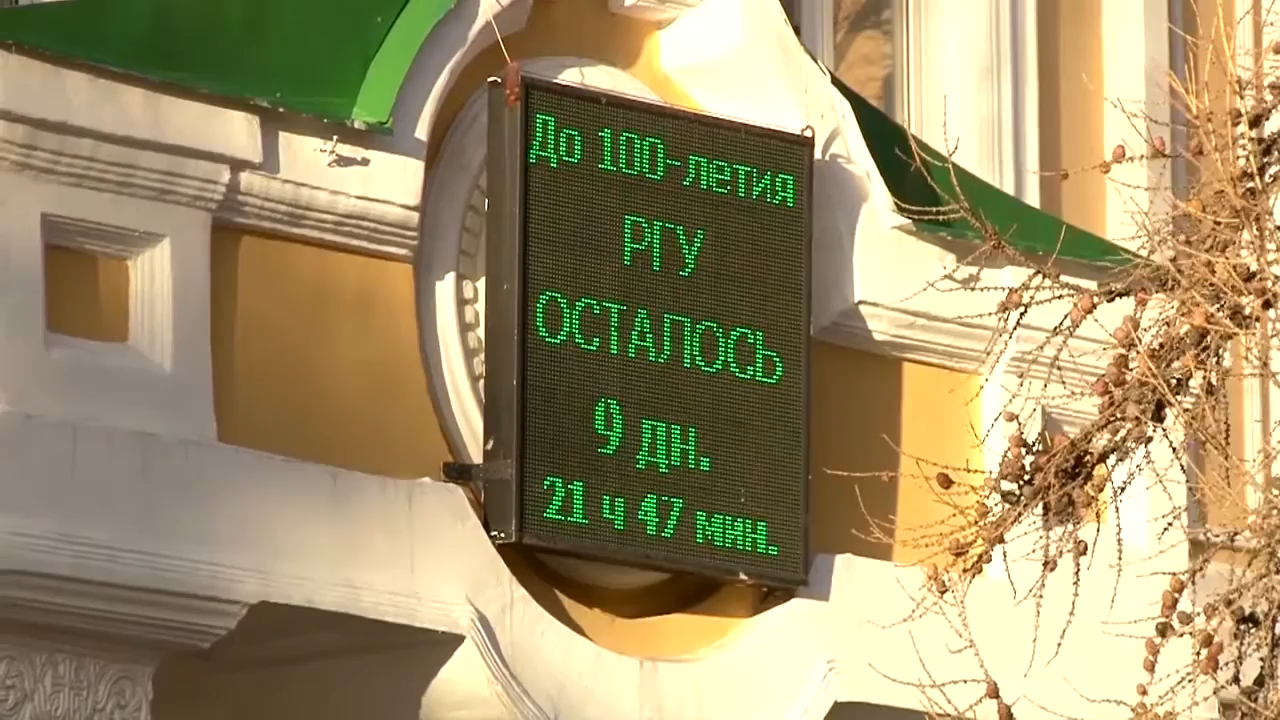 До 100-летия
РГУ
ОСТАЛОСЬ
9 дн.
21 ч 47 мин.